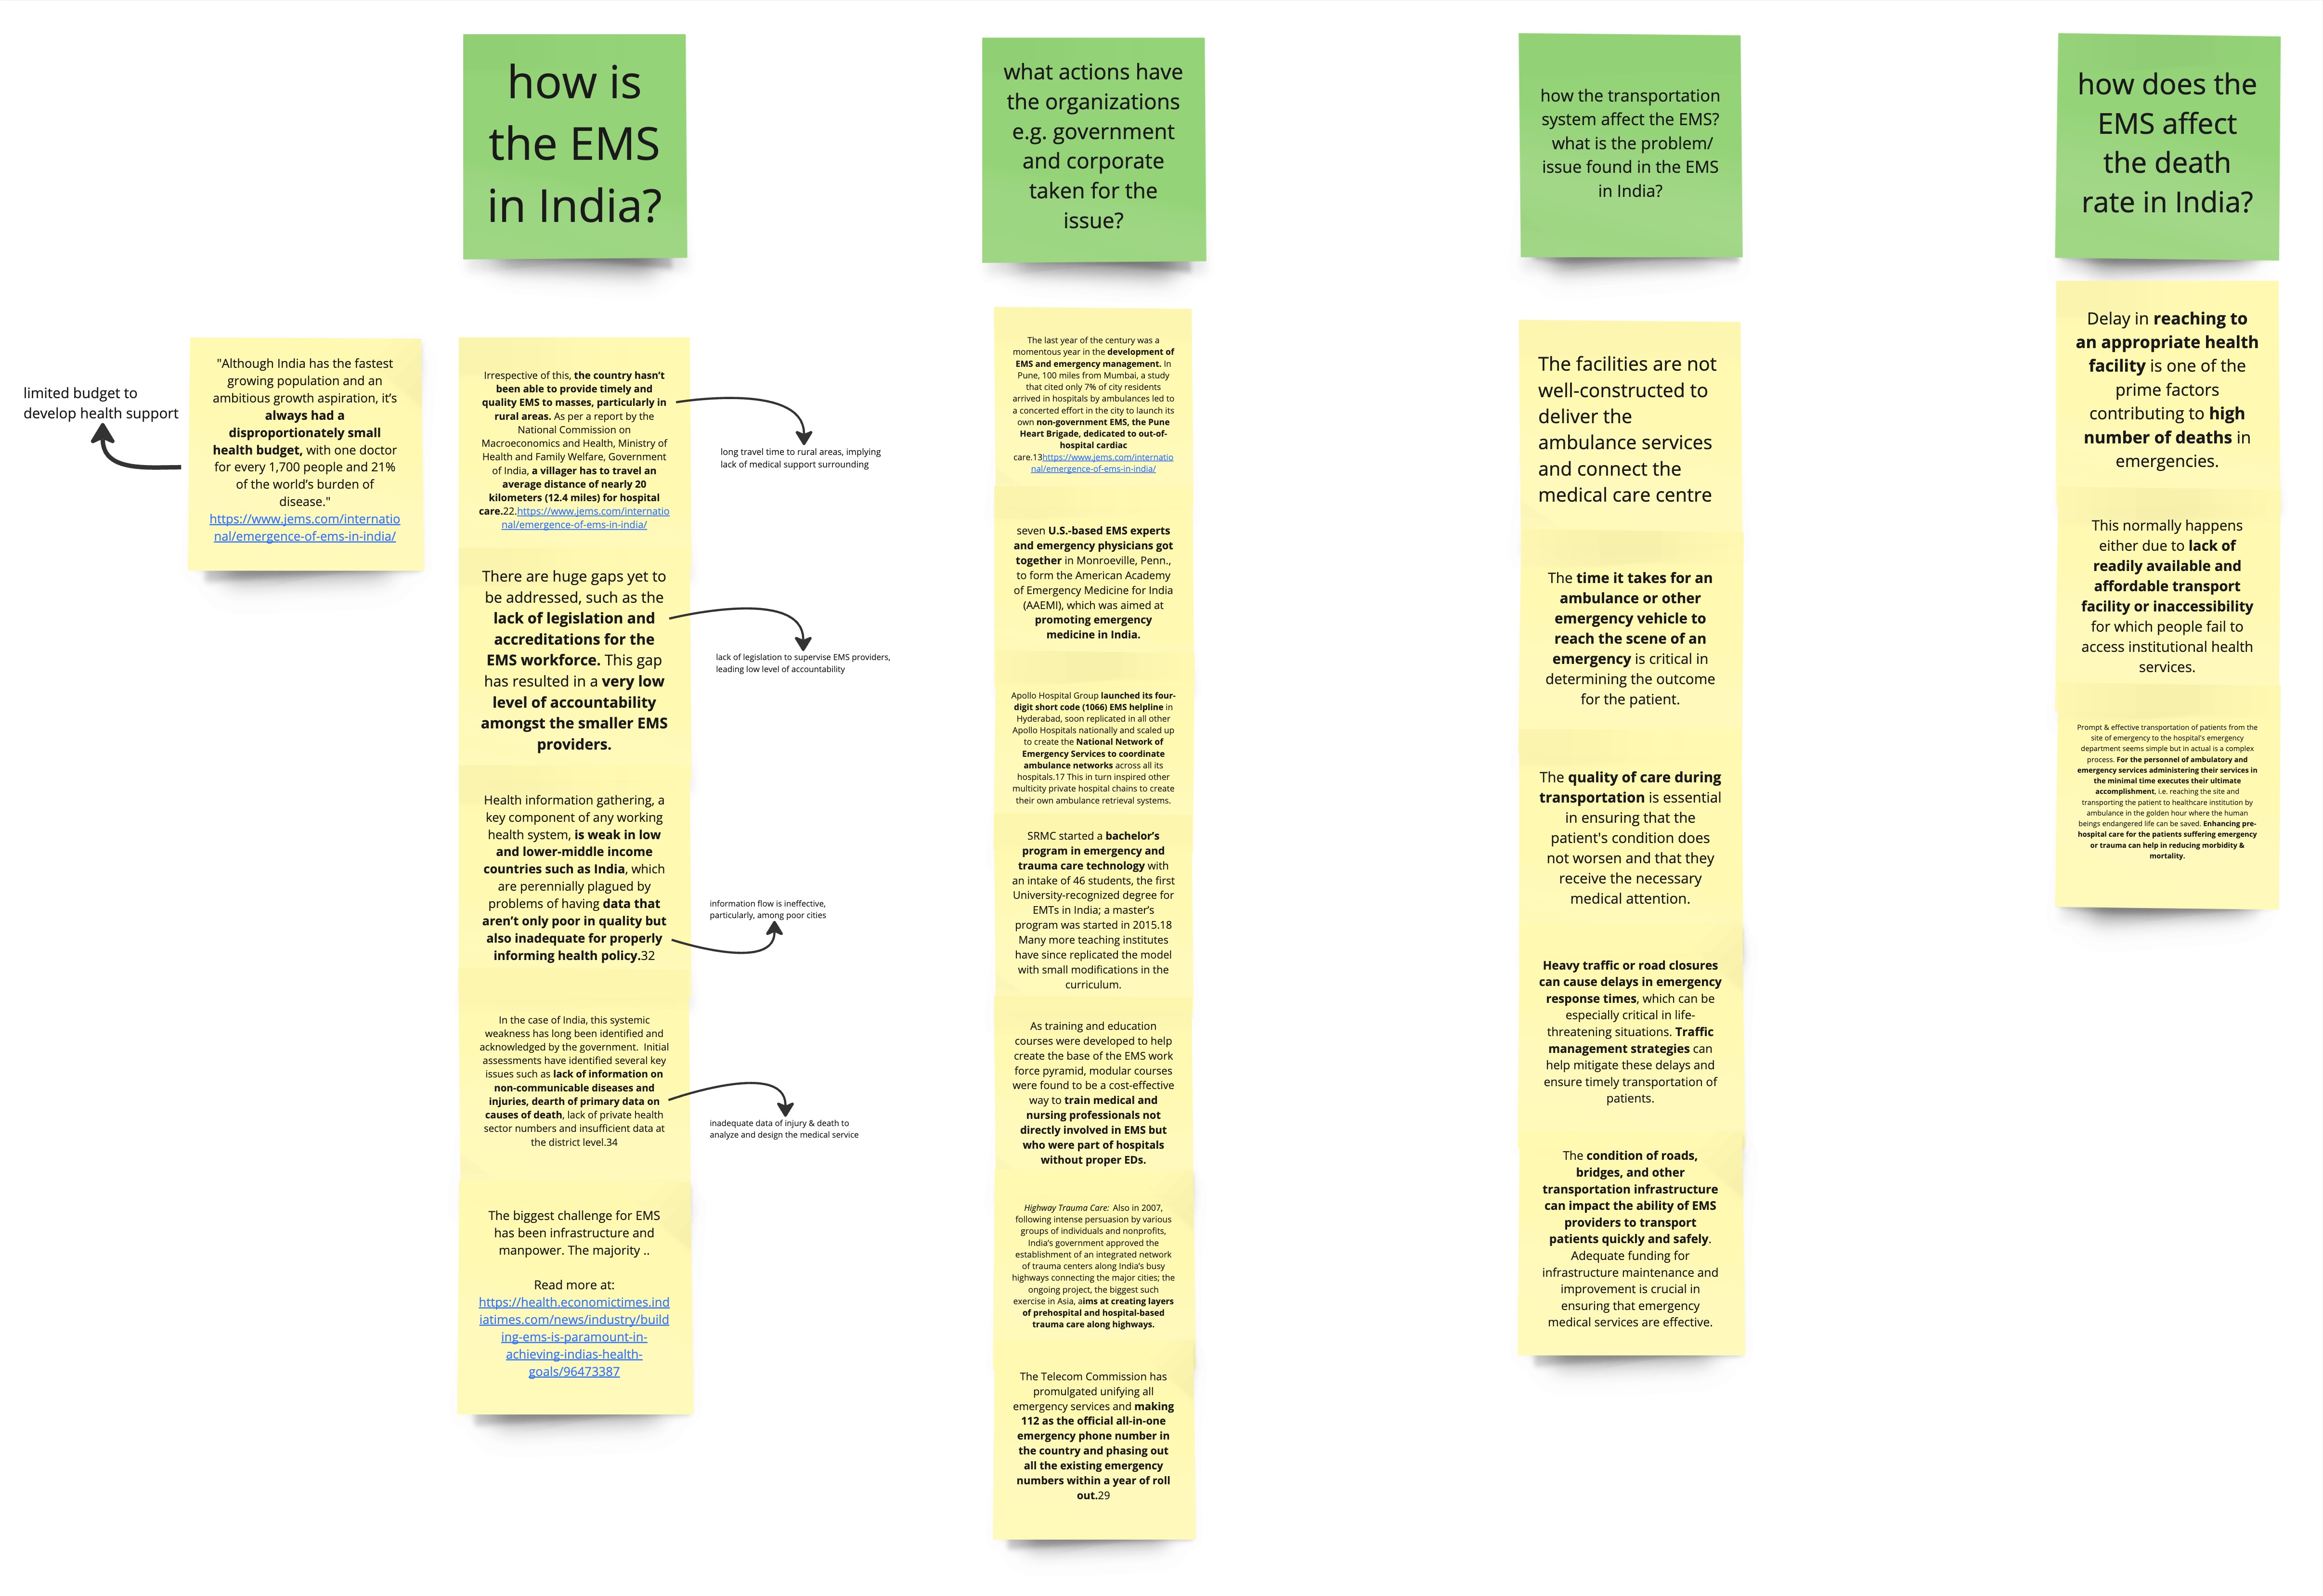 how is
the EMS
in India?
what actions have
the organizations
e.g. government
and corporate
taken for the
issue?
how the transportation
system affect the EMS?
what is the problem/
issue found in the EMS
in India?
how does the
EMS affect
the death
rate in India?
limited budget to
develop health support
"Although India has the fastest
growing population and an
ambitious growth aspiration, it’s
always had a
disproportionately small
health budget, with one doctor
for every 1,700 people and 21%
of the world’s burden of
disease."
https://www.jems.com/internatio
nal/emergence-of-ems-in-india/
Irrespective of this, the country hasn’t
been able to provide timely and
quality EMS to masses, particularly in
rural areas. As per a report by the
National Commission on
Macroeconomics and Health, Ministry of
Health and Family Welfare, Government
of India, a villager has to travel an
average distance of nearly 20
kilometers (12.4 miles) for hospital
care.22.https://www.jems.com/internatio
nal/emergence-of-ems-in-india/
long travel time to rural areas, implying
lack of medical support surrounding
There are huge gaps yet to
be addressed, such as the
lack of legislation and
accreditations for the
EMS workforce. This gap
has resulted in a very low
level of accountability
amongst the smaller EMS
providers.
lack of legislation to supervise EMS providers,
leading low level of accountability
Health information gathering, a
key component of any working
health system, is weak in low
and lower-middle income
countries such as India, which
are perennially plagued by
problems of having data that
aren’t only poor in quality but
also inadequate for properly
informing health policy.32
information flow is ineffective,
particularly, among poor cities
In the case of India, this systemic
weakness has long been identified and
acknowledged by the government.  Initial
assessments have identified several key
issues such as lack of information on
non-communicable diseases and
injuries, dearth of primary data on
causes of death, lack of private health
sector numbers and insufficient data at
the district level.34
inadequate data of injury & death to
analyze and design the medical service
The biggest challenge for EMS
has been infrastructure and
manpower. The majority ..
Read more at:
https://health.economictimes.ind
iatimes.com/news/industry/build
ing-ems-is-paramount-in-
achieving-indias-health-
goals/96473387
The last year of the century was a
momentous year in the development of
EMS and emergency management. In
Pune, 100 miles from Mumbai, a study
that cited only 7% of city residents
arrived in hospitals by ambulances led to
a concerted effort in the city to launch its
own non-government EMS, the Pune
Heart Brigade, dedicated to out-of-
hospital cardiac
care.13https://www.jems.com/internatio
nal/emergence-of-ems-in-india/
seven U.S.-based EMS experts
and emergency physicians got
together in Monroeville, Penn.,
to form the American Academy
of Emergency Medicine for India
(AAEMI), which was aimed at
promoting emergency
medicine in India.
Apollo Hospital Group launched its four-
digit short code (1066) EMS helpline in
Hyderabad, soon replicated in all other
Apollo Hospitals nationally and scaled up
to create the National Network of
Emergency Services to coordinate
ambulance networks across all its
hospitals.17 This in turn inspired other
multicity private hospital chains to create
their own ambulance retrieval systems.
SRMC started a bachelor’s
program in emergency and
trauma care technology with
an intake of 46 students, the first
University-recognized degree for
EMTs in India; a master’s
program was started in 2015.18
Many more teaching institutes
have since replicated the model
with small modifications in the
curriculum.
As training and education
courses were developed to help
create the base of the EMS work
force pyramid, modular courses
were found to be a cost-effective
way to train medical and
nursing professionals not
directly involved in EMS but
who were part of hospitals
without proper EDs.
Highway Trauma Care:  Also in 2007,
following intense persuasion by various
groups of individuals and nonprofits,
India’s government approved the
establishment of an integrated network
of trauma centers along India’s busy
highways connecting the major cities; the
ongoing project, the biggest such
exercise in Asia, aims at creating layers
of prehospital and hospital-based
trauma care along highways.
The Telecom Commission has
promulgated unifying all
emergency services and making
112 as the official all-in-one
emergency phone number in
the country and phasing out
all the existing emergency
numbers within a year of roll
out.29
The facilities are not
well-constructed to
deliver the
ambulance services
and connect the
medical care centre
The time it takes for an
ambulance or other
emergency vehicle to
reach the scene of an
emergency is critical in
determining the outcome
for the patient.
The quality of care during
transportation is essential
in ensuring that the
patient's condition does
not worsen and that they
receive the necessary
medical attention.
Heavy traffic or road closures
can cause delays in emergency
response times, which can be
especially critical in life-
threatening situations. Traffic
management strategies can
help mitigate these delays and
ensure timely transportation of
patients.
The condition of roads,
bridges, and other
transportation infrastructure
can impact the ability of EMS
providers to transport
patients quickly and safely.
Adequate funding for
infrastructure maintenance and
improvement is crucial in
ensuring that emergency
medical services are effective.
Delay in reaching to
an appropriate health
facility is one of the
prime factors
contributing to high
number of deaths in
emergencies.
This normally happens
either due to lack of
readily available and
affordable transport
facility or inaccessibility
for which people fail to
access institutional health
services.
Prompt & effective transportation of patients from the
site of emergency to the hospital's emergency
department seems simple but in actual is a complex
process. For the personnel of ambulatory and
emergency services administering their services in
the minimal time executes their ultimate
accomplishment, i.e. reaching the site and
transporting the patient to healthcare institution by
ambulance in the golden hour where the human
beings endangered life can be saved. Enhancing pre-
hospital care for the patients suffering emergency
or trauma can help in reducing morbidity &
mortality.